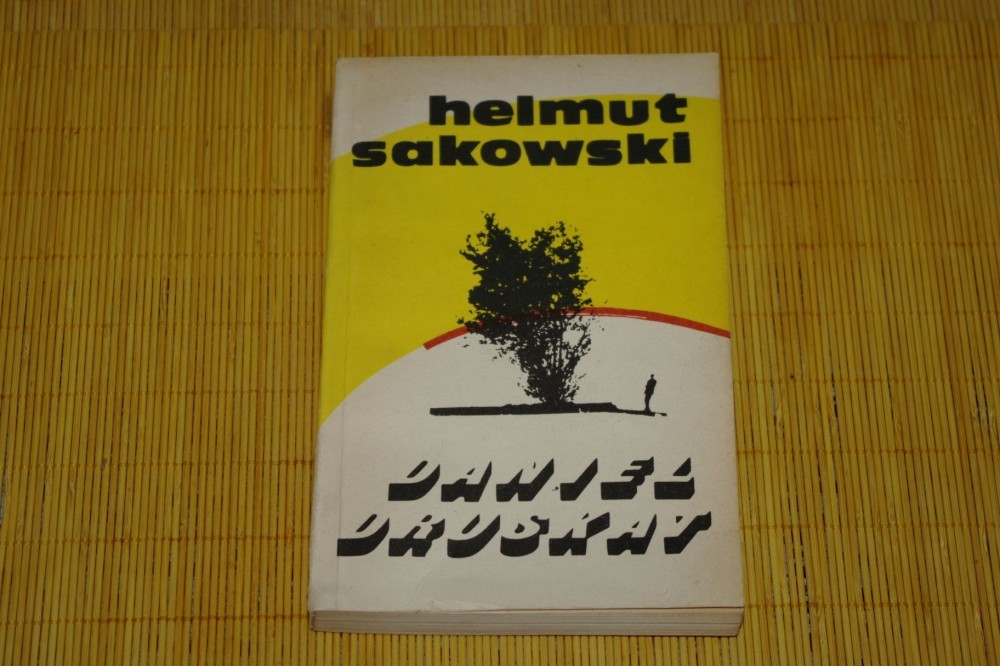 helmut
sakowski
DANIEL
DRUSKAT